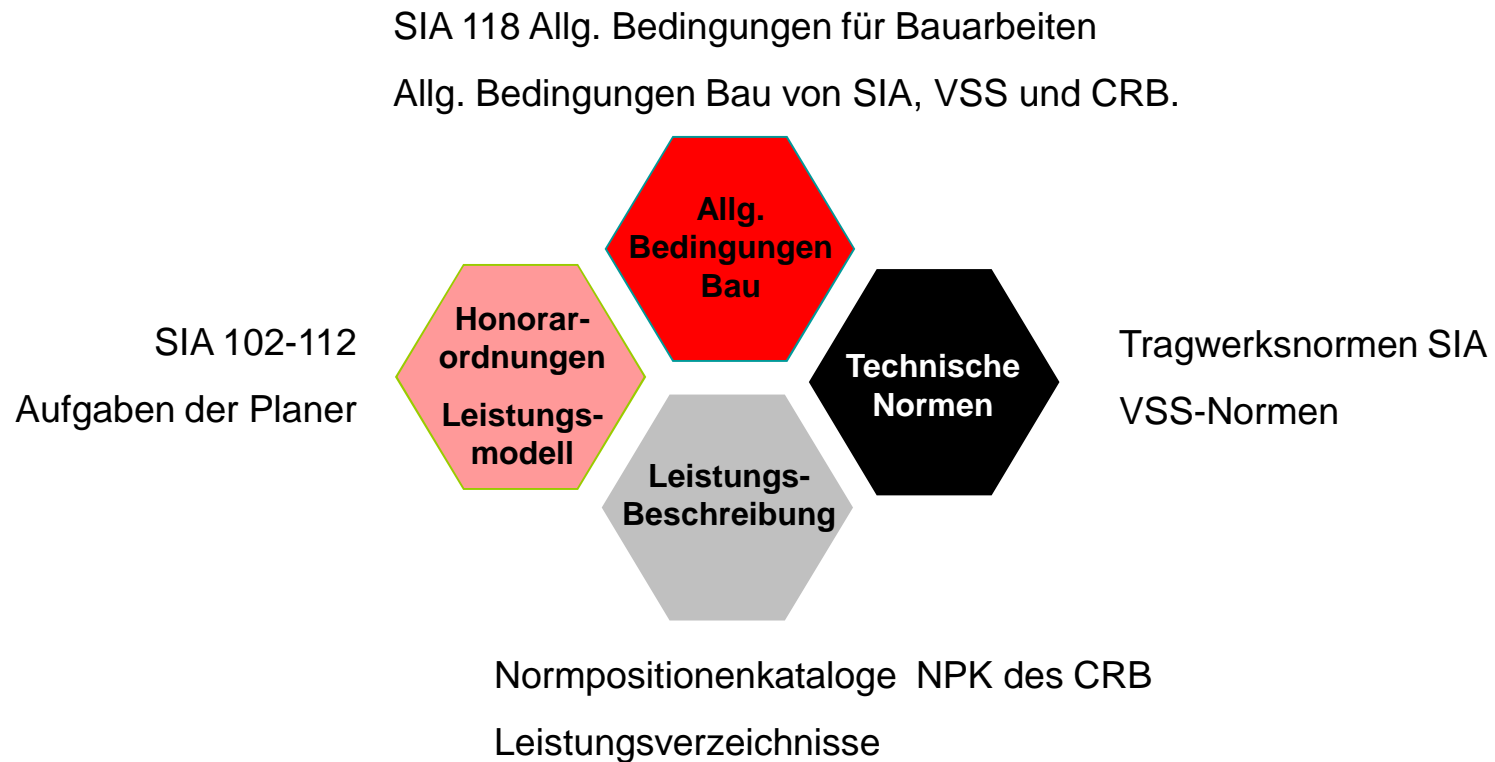 SIA 118 Allg. Bedingungen für Bauarbeiten
Allg. Bedingungen Bau von SIA, VSS und CRB.
Allg.
Bedingungen
Bau
SIA 102-112
Aufgaben der Planer
Honorar-
ordnungen
Leistungs-
modell
Technische
Normen
Tragwerksnormen SIA
VSS-Normen
Leistungs-
Beschreibung
Normpositionenkataloge NPK des CRB
Leistungsverzeichnisse